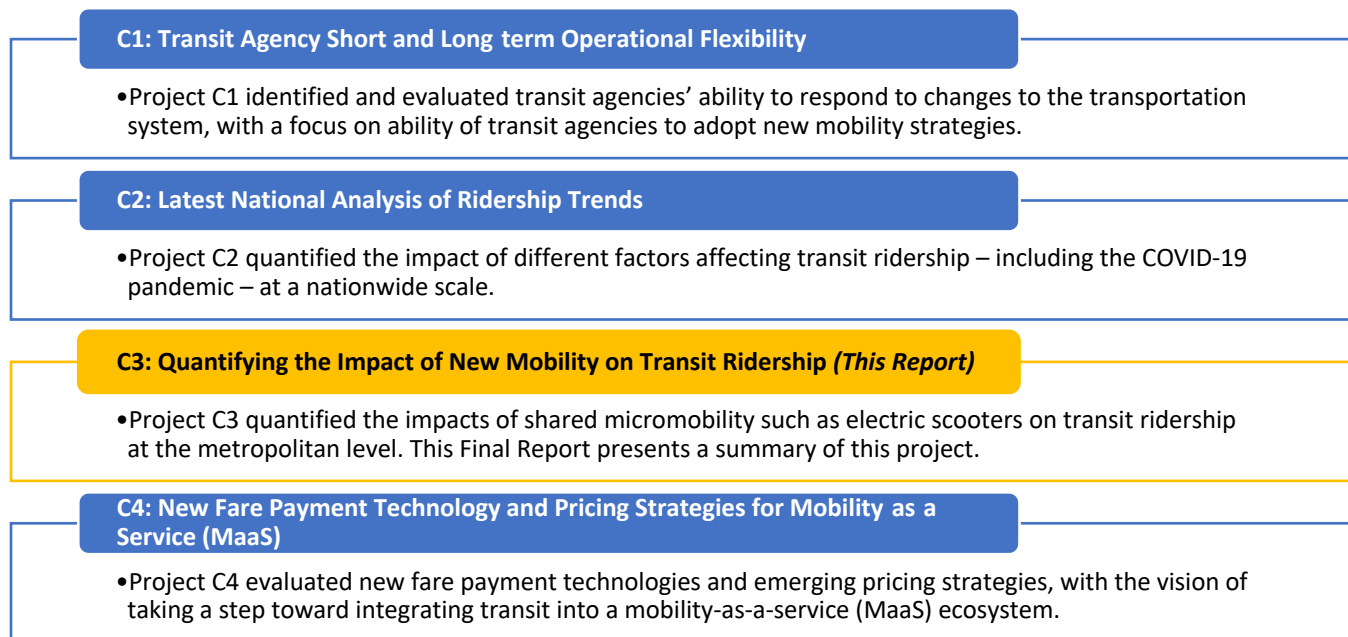 C1: Transit Agency Short and Long term Operational Flexibility
•Project C1 identified and evaluated transit agencies’ ability to respond to changes to the transportation
system, with a focus on ability of transit agencies to adopt new mobility strategies.
C2: Latest National Analysis of Ridership Trends
•Project C2 quantified the impact of different factors affecting transit ridership – including the COVID-19
pandemic – at a nationwide scale.
C3: Quantifying the Impact of New Mobility on Transit Ridership (This Report)
•Project C3 quantified the impacts of shared micromobility such as electric scooters on transit ridership
at the metropolitan level. This Final Report presents a summary of this project.
C4: New Fare Payment Technology and Pricing Strategies for Mobility as a
Service (MaaS)
•Project C4 evaluated new fare payment technologies and emerging pricing strategies, with the vision of
taking a step toward integrating transit into a mobility-as-a-service (MaaS) ecosystem.